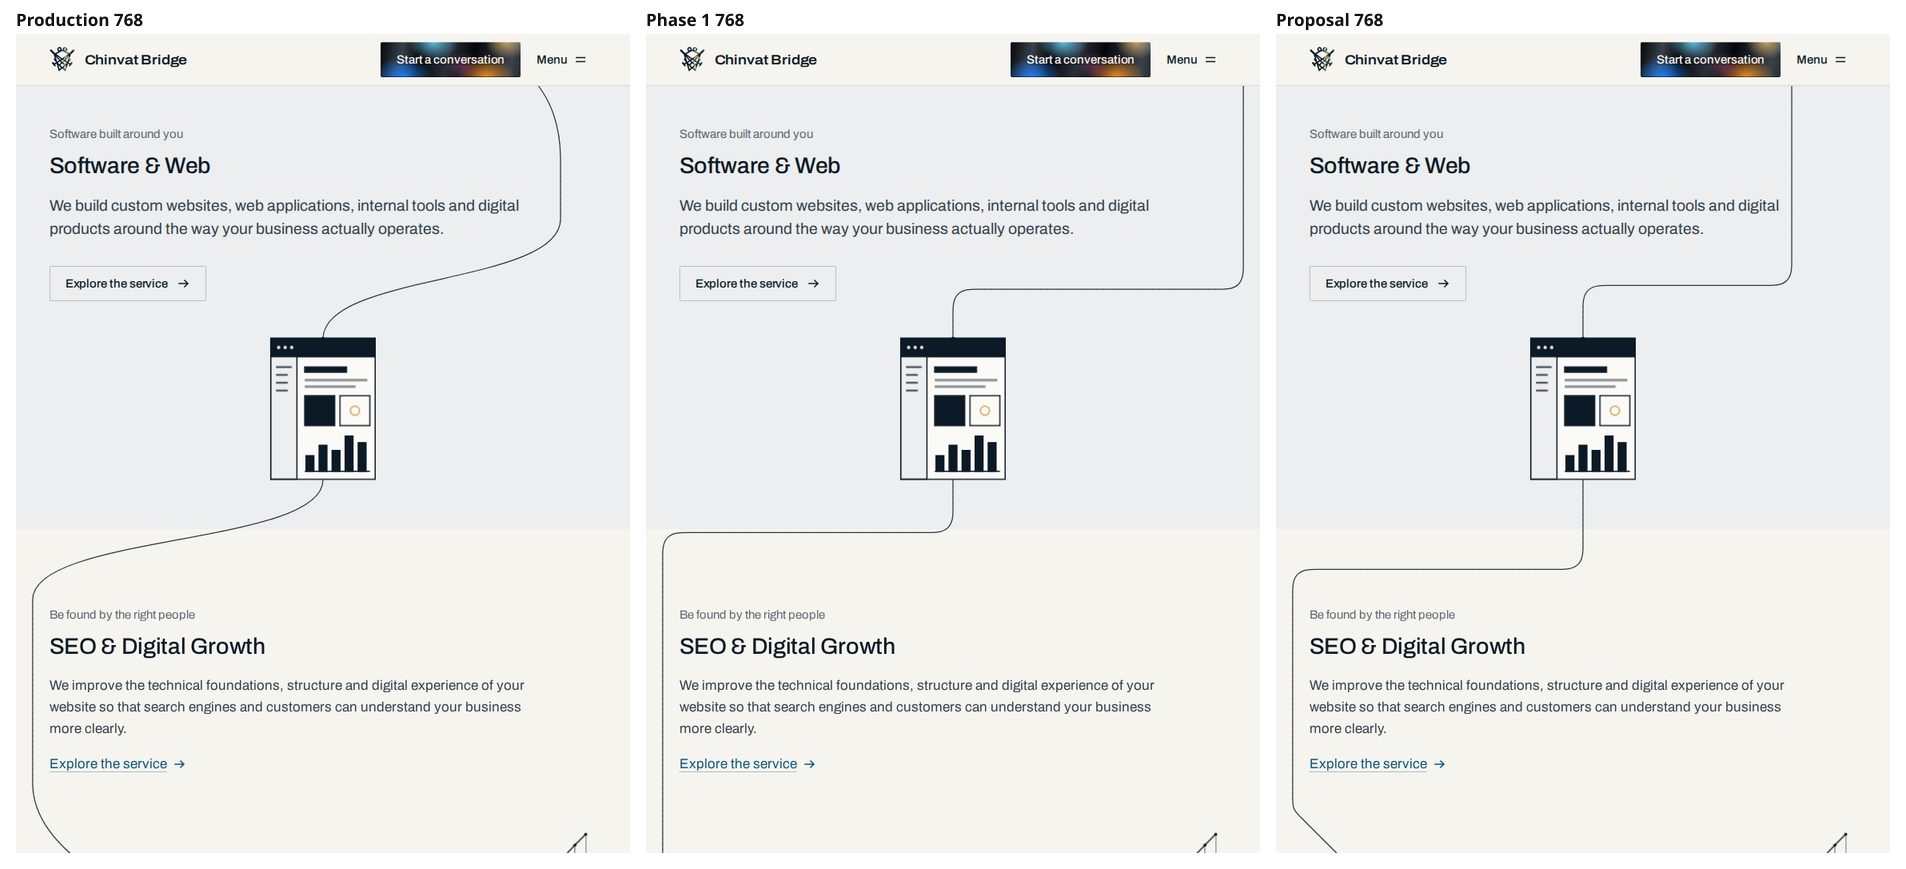 Production 768
Chinvat Bridge
Start a conversation
Menu
Software built around you
Software & Web
We build custom websites, web applications, internal tools and digital
products around the way your business actually operates.
Explore the service →
Be found by the right people
SEO & Digital Growth
We improve the technical foundations, structure and digital experience of your
website so that search engines and customers can understand your business
more clearly.
Explore the service →
Phase 1 768
Chinvat Bridge
Start a conversation
Menu
Software built around you
Software & Web
We build custom websites, web applications, internal tools and digital
products around the way your business actually operates.
Explore the service →
Be found by the right people
SEO & Digital Growth
We improve the technical foundations, structure and digital experience of your
website so that search engines and customers can understand your business
more clearly.
Explore the service →
Proposal 768
Chinvat Bridge
Start a conversation
Menu
Software built around you
Software & Web
We build custom websites, web applications, internal tools and digital
products around the way your business actually operates.
Explore the service →
Be found by the right people
SEO & Digital Growth
We improve the technical foundations, structure and digital experience of your
website so that search engines and customers can understand your business
more clearly.
Explore the service →